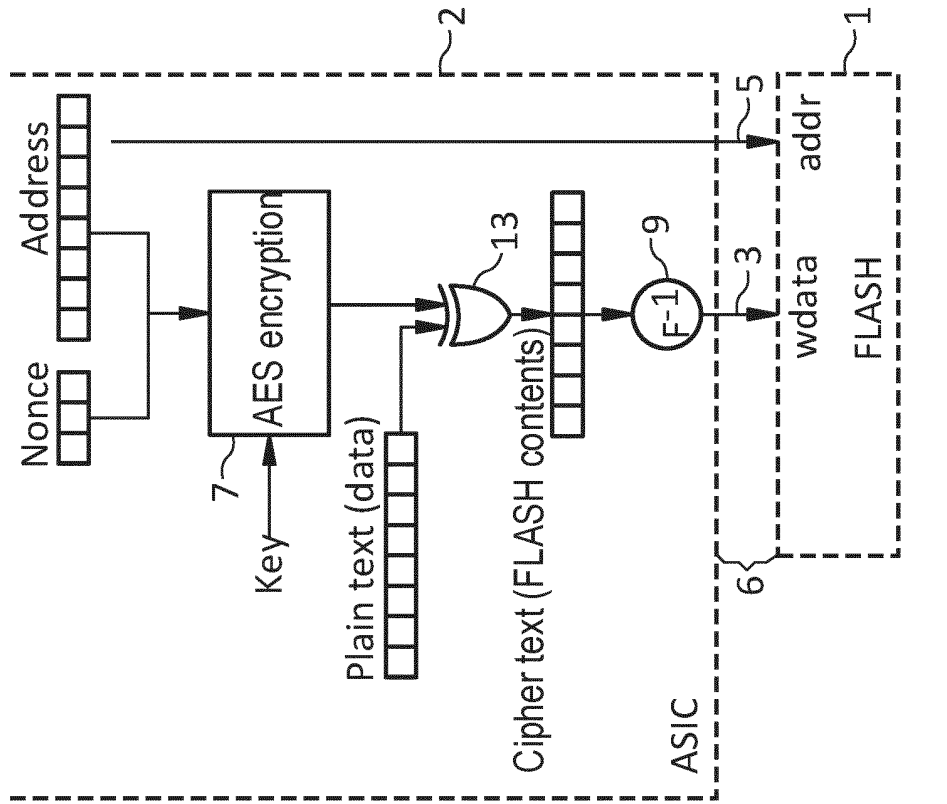 2
1
Nonce
Address
7
AES encryption
Key
5
addr
Plain text (data)
13
9
F-1
3
wdata
Cipher text (FLASH contents)
FLASH
6
ASIC